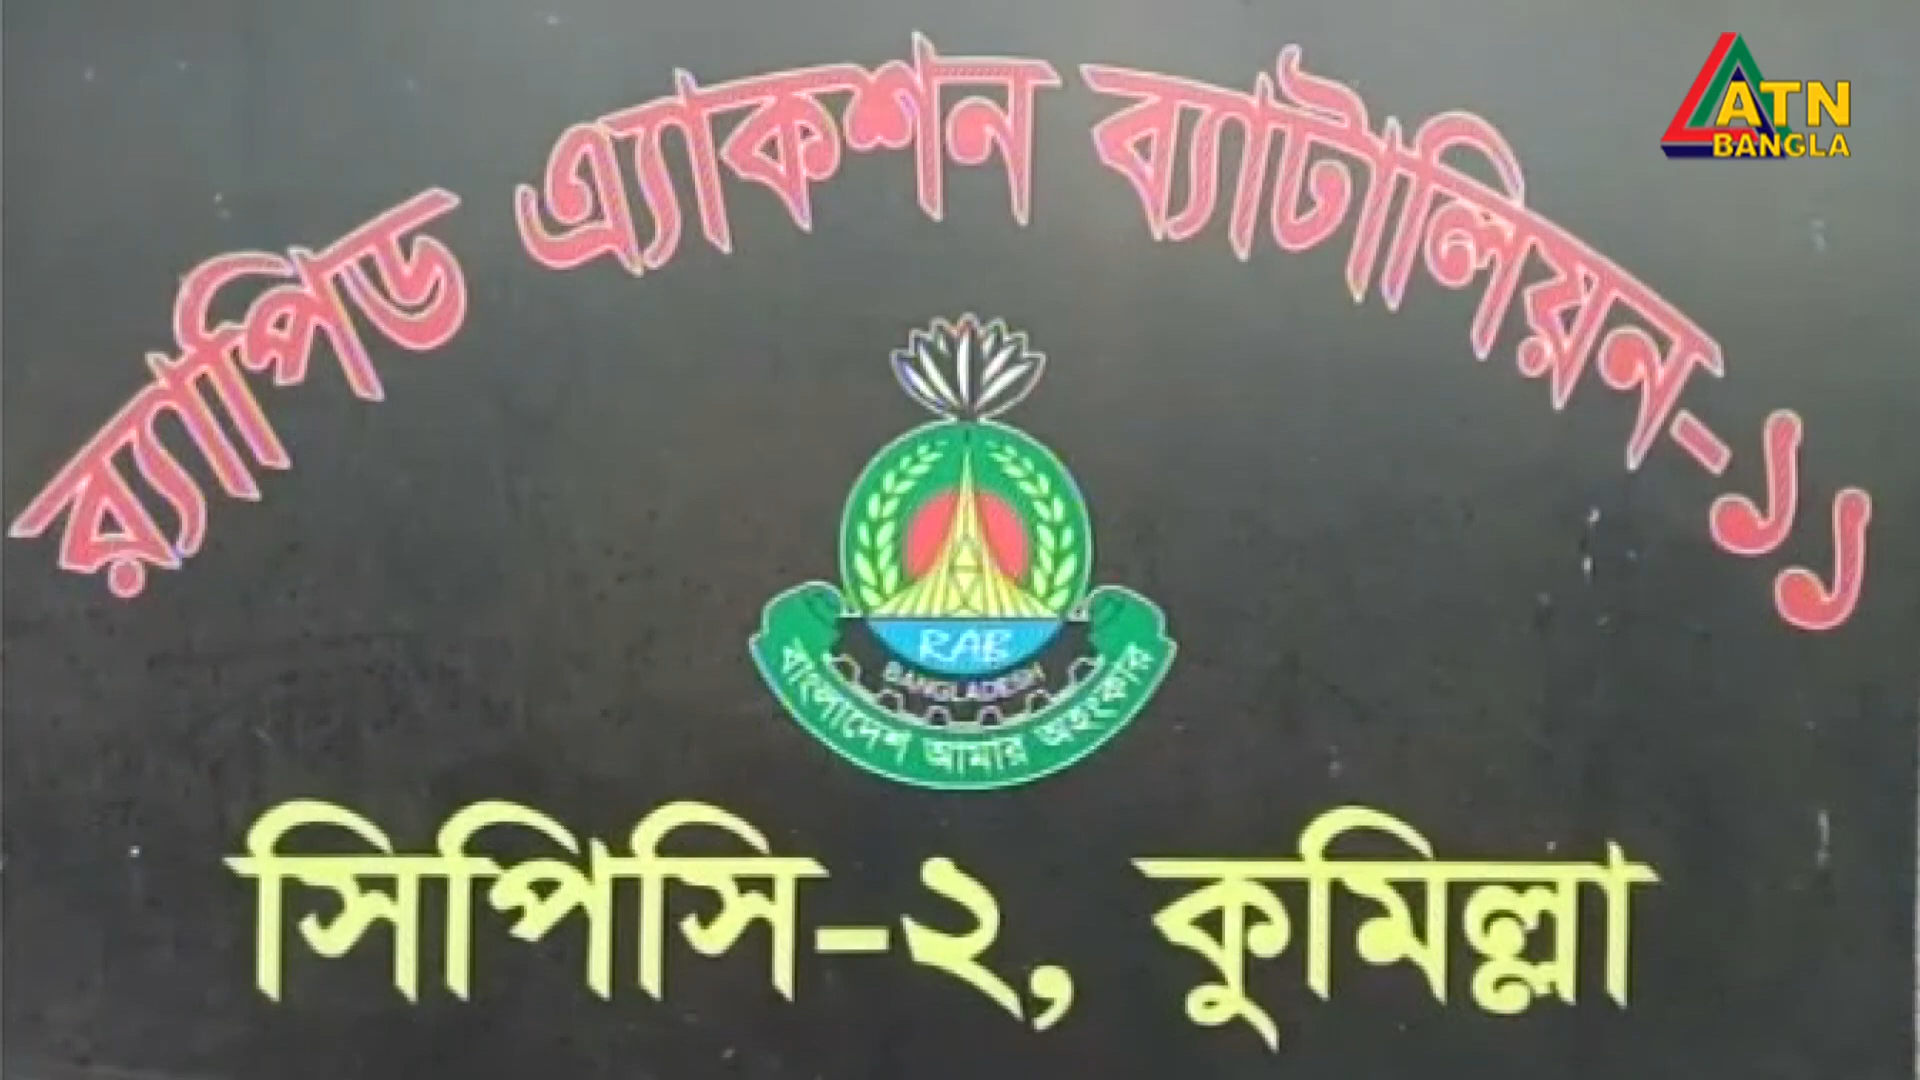 ATN
BANGLA
র‍্যাপিড এ্যাকশন ব্যাটালিয়ন-১১
RAB
BANGLADESH
বাংলাদেশ আমার অহংকার
সিপিসি-২, কুমিল্লা